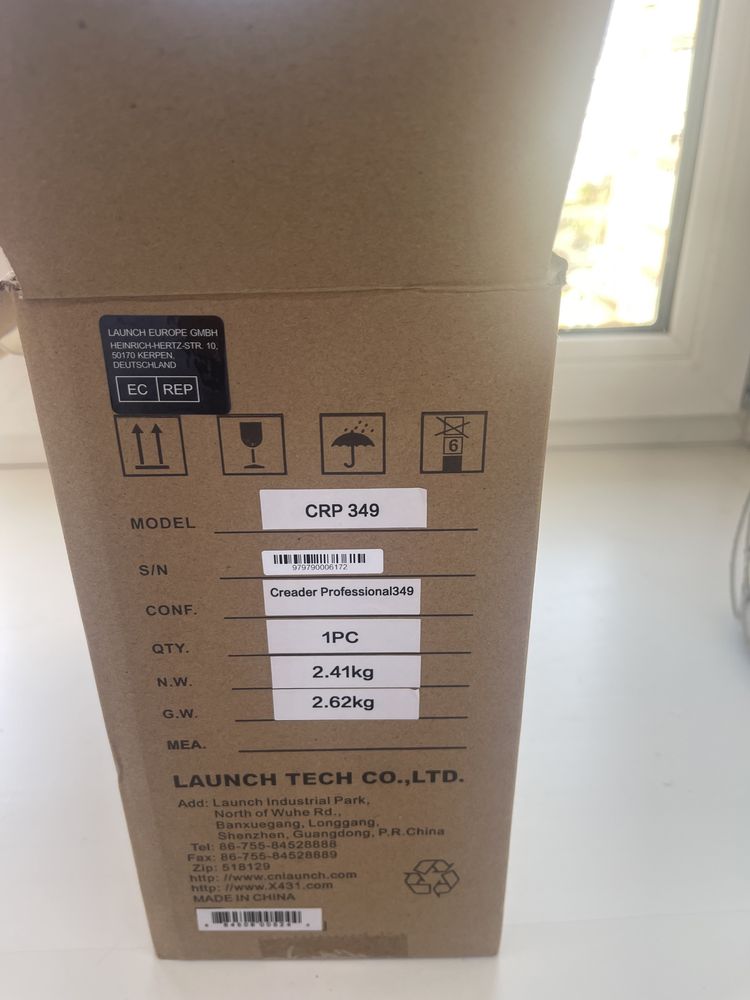 LAUNCH EUROPE GMBH
HEINRICH-HERTZ-STR. 10,
50170 KERPEN,
DEUTSCHLAND
EC REP
6
MODEL CRP 349
S/N 979790006172
CONF. Creader Professional349
QTY. 1PC
N.W. 2.41kg
G.W. 2.62kg
MEA.
LAUNCH TECH CO.,LTD.
Add: Launch Industrial Park,
North of Wuhe Rd.,
Banxuegang, Longgang,
Shenzhen, Guangdong, P.R.China
Tel: 86-755-84528888
Fax: 86-755-84528889
Zip: 518129
http: //www.cnlaunch.com
http: //www.X431.com
MADE IN CHINA